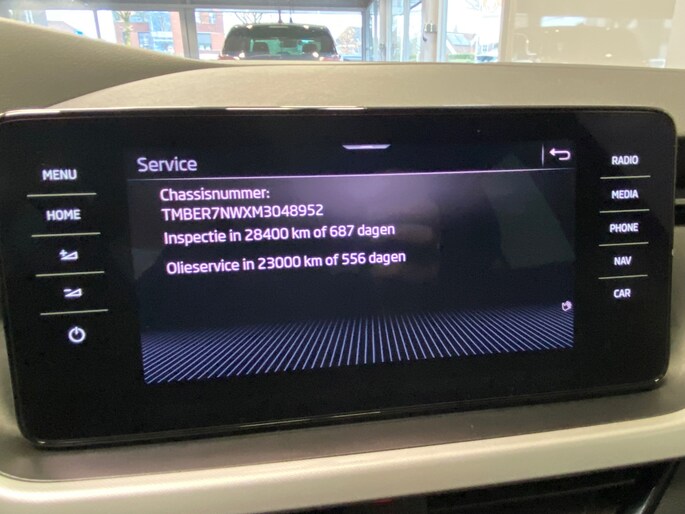 Service
Chassisnummer:
TMBER7NWXM3048952
Inspectie in 28400 km of 687 dagen
Olieservice in 23000 km of 556 dagen
MENU
HOME
RADIO
MEDIA
PHONE
NAV
CAR